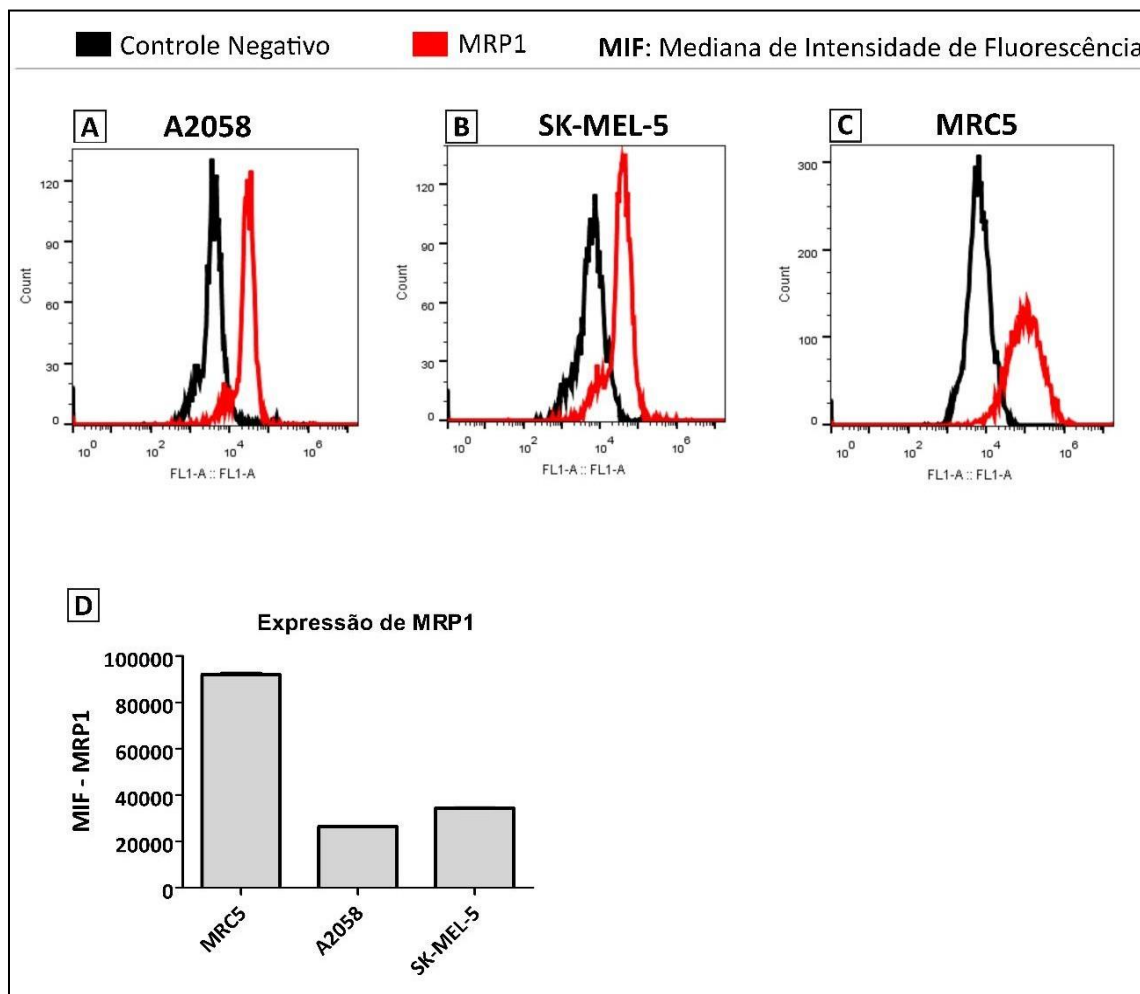 Controle Negativo MRP1 MIF: Mediana de Intensidade de Fluorescência
A A2058
120
90
60
30
0
Count
10^0 10^2 10^4 10^6
FL1-A :: FL1-A
B SK-MEL-5
120
90
60
30
0
Count
10^0 10^2 10^4 10^6
FL1-A :: FL1-A
C MRC5
300
200
100
0
Count
10^0 10^2 10^4 10^6
FL1-A :: FL1-A
D
Expressão de MRP1
100000
80000
60000
40000
20000
0
MIF - MRP1
MRC5 A2058 SK-MEL-5